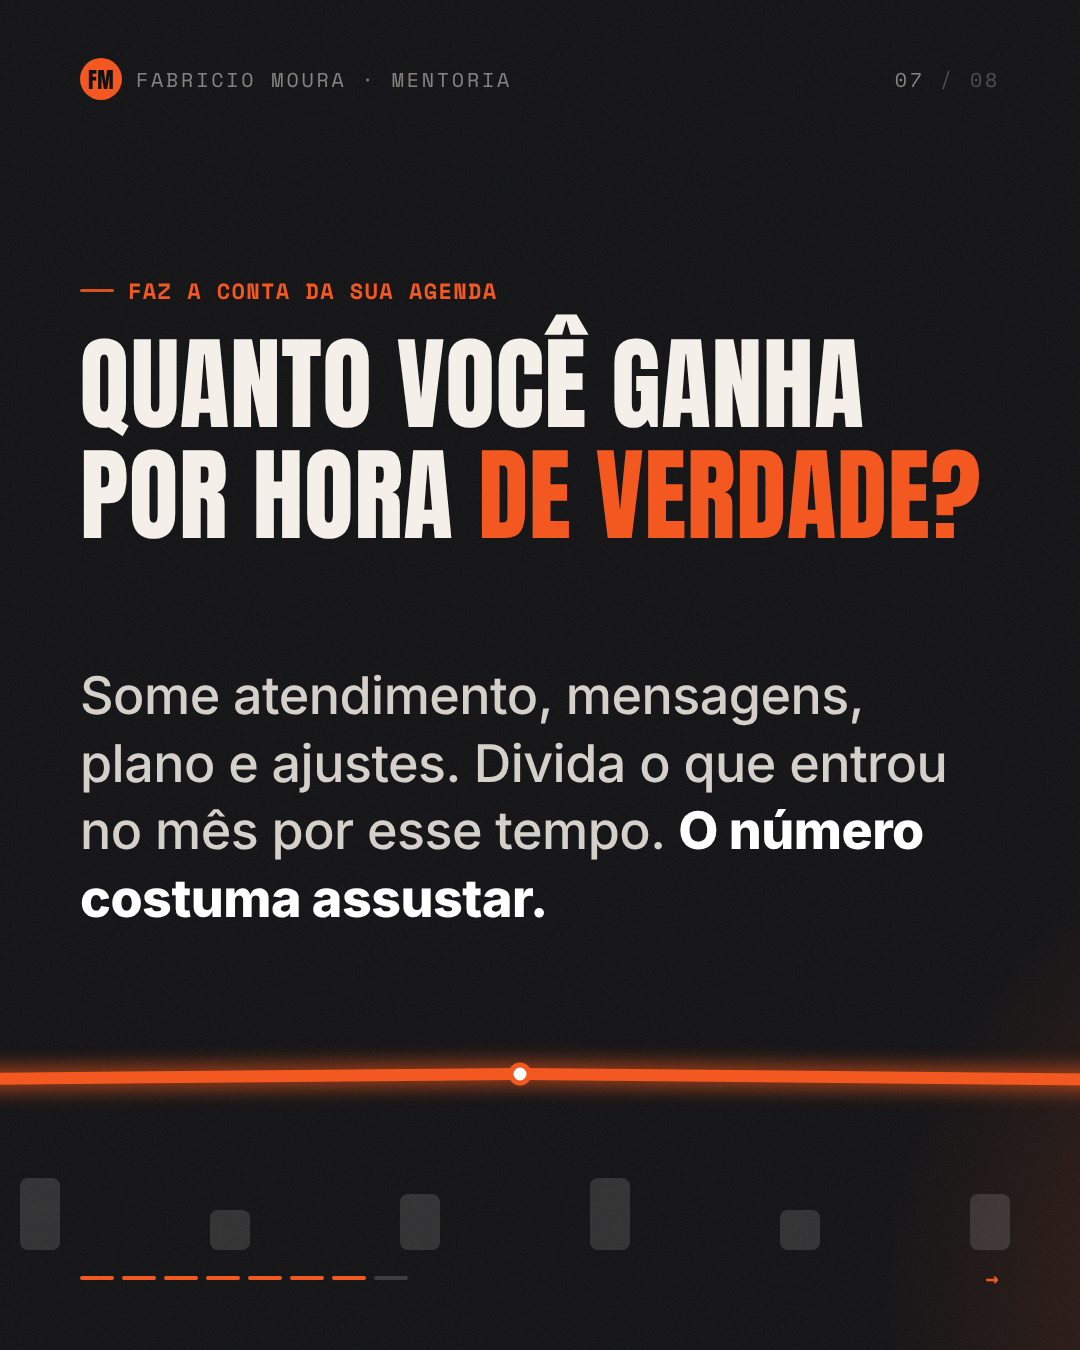 FM FABRICIO MOURA · MENTORIA
07 / 08
FAZ A CONTA DA SUA AGENDA
QUANTO VOCÊ GANHA
POR HORA DE VERDADE?
Some atendimento, mensagens,
plano e ajustes. Divida o que entrou
no mês por esse tempo. O número
costuma assustar.
→